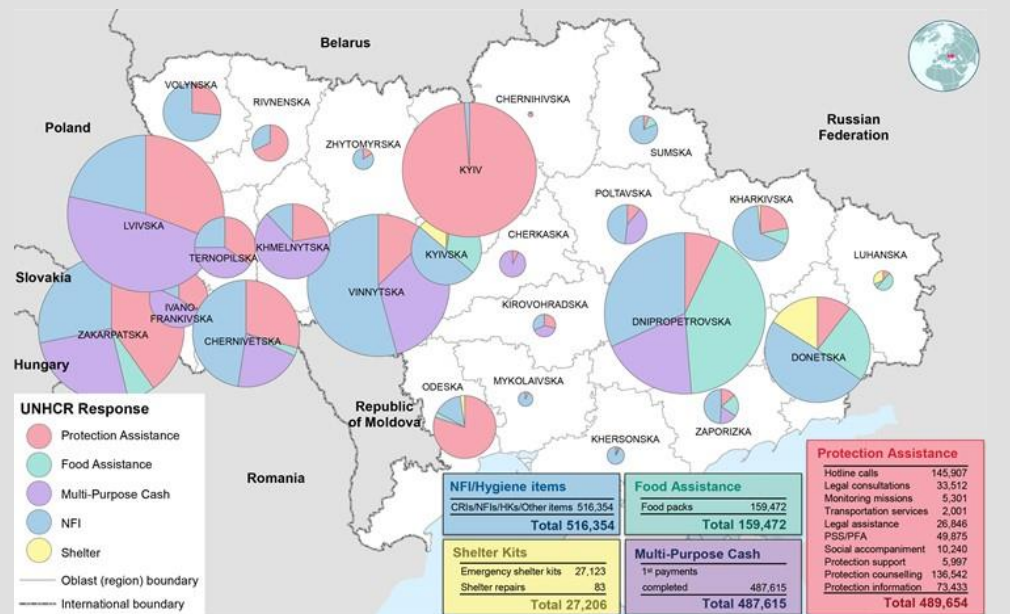 Belarus
VOLYNSKA
RIVNENSKA
CHERNIHIVSKA
Poland
Russian
Federation
ZHYTOMYRSKA
SUMSKA
KYIV
LVIVSKA
POLTAVSKA
KHARKIVSKA
CHERKASKA
KHMELNYTSKA
TERNOPILSKA
KYIVSKA
LUHANSKA
Slovakia
VINNYTSKA
IVANO-
FRANKIVSKA
KIROVOHRADSKA
DNIPROPETROVSKA
ZAKARPATSKA
CHERNIVETSKA
DONETSKA
Hungary
ODESKA
MYKOLAIVSKA
Republic
of Moldova
ZAPORIZKA
KHERSONSKA
Romania
UNHCR Response
Protection Assistance
Food Assistance
Multi-Purpose Cash
NFI
Shelter
Oblast (region) boundary
International boundary
NFI/Hygiene items
CRIs/NFIs/HKs/Other items 516,354
Total 516,354
Food Assistance
Food packs 159,472
Total 159,472
Shelter Kits
Emergency shelter kits 27,123
Shelter repairs 83
Total 27,206
Multi-Purpose Cash
1st payments
completed 487,615
Total 487,615
Protection Assistance
Hotline calls 145,907
Legal consultations 33,512
Monitoring missions 5,301
Transportation services 2,001
Legal assistance 26,846
PSS/PFA 49,875
Social accompaniment 10,240
Protection support 5,997
Protection counselling 136,542
Protection information 73,433
Total 489,654